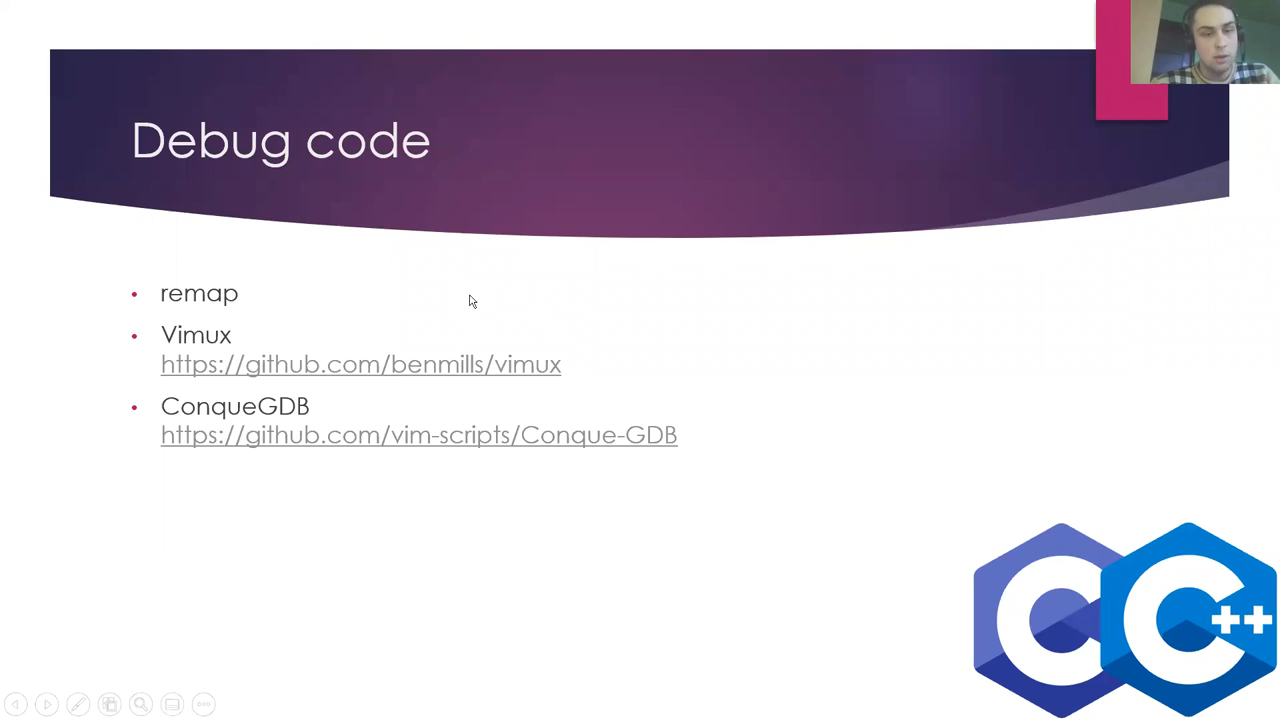 Debug code
• remap
• Vimux
https://github.com/benmills/vimux
• ConqueGDB
https://github.com/vim-scripts/Conque-GDB
C C++